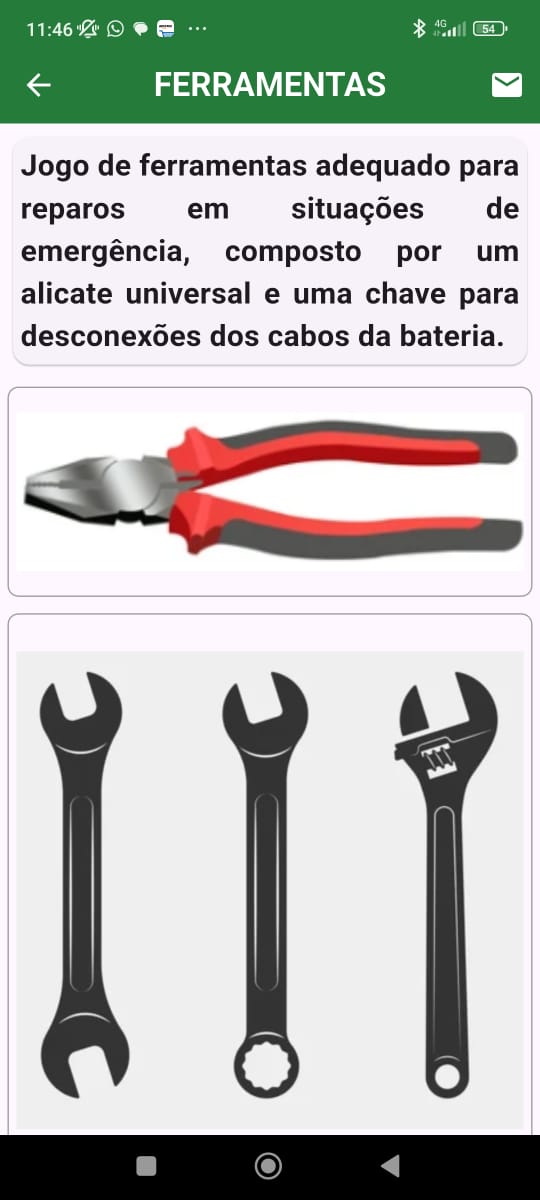 11:46
4G
54
FERRAMENTAS
Jogo de ferramentas adequado para
reparos em situações de
emergência, composto por um
alicate universal e uma chave para
desconexões dos cabos da bateria.